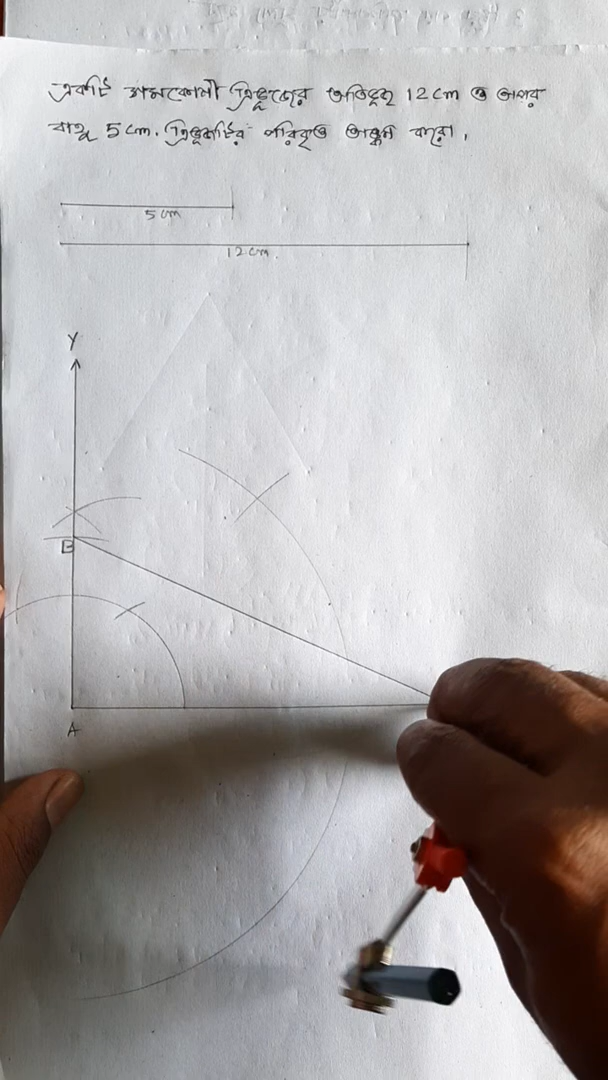 একটি সমকোণী ত্রিভুজের অতিভুজ 12 cm ও অপর
বাহু 5 cm. ত্রিভুজটির পরিবৃত্ত অঙ্কন করো।
5 cm
12 cm.
Y
B
A